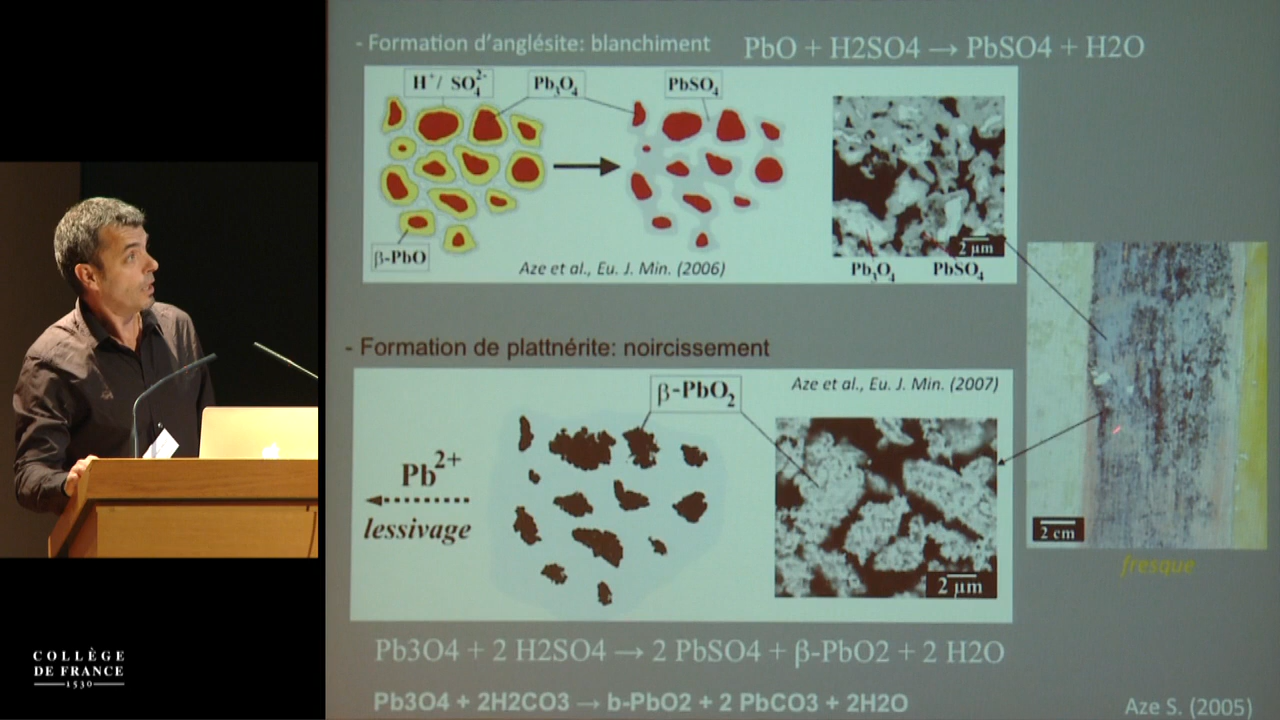 - Formation d'anglésite: blanchiment
PbO + H2SO4 → PbSO4 + H2O
H⁺/ SO₄²⁻
Pb₃O₄
PbSO₄
β-PbO
Aze et al., Eu. J. Min. (2006)
2 μm
Pb₃O₄
PbSO₄
- Formation de plattnérite: noircissement
β-PbO₂
Aze et al., Eu. J. Min. (2007)
Pb²⁺
lessivage
2 μm
2 cm
fresque
Pb3O4 + 2 H2SO4 → 2 PbSO4 + β-PbO2 + 2 H2O
Pb3O4 + 2H2CO3 → b-PbO2 + 2 PbCO3 + 2H2O
Aze S. (2005)
COLLÈGE
DE FRANCE
1530